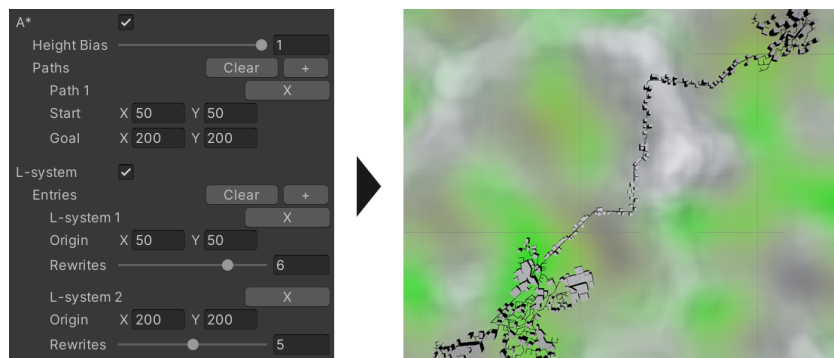 A*
Height Bias 1
Paths Clear +
Path 1 X
Start X 50 Y 50
Goal X 200 Y 200
L-system
Entries Clear +
L-system 1 X
Origin X 50 Y 50
Rewrites 6
L-system 2 X
Origin X 200 Y 200
Rewrites 5